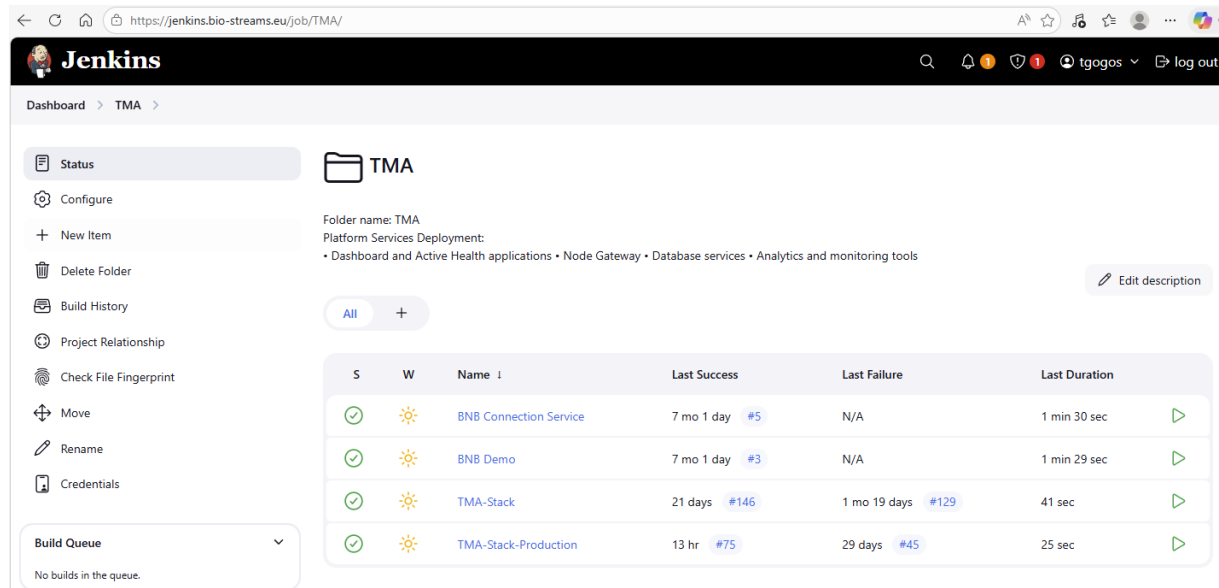 https://jenkins.bio-streams.eu/job/TMA/
Jenkins
1
1
tgogos
log out
Dashboard > TMA >
Status
Configure
New Item
Delete Folder
Build History
Project Relationship
Check File Fingerprint
Move
Rename
Credentials
Build Queue
No builds in the queue.
TMA
Folder name: TMA
Platform Services Deployment:
• Dashboard and Active Health applications • Node Gateway • Database services • Analytics and monitoring tools
Edit description
All +
S W Name ↓ Last Success Last Failure Last Duration
BNB Connection Service 7 mo 1 day #5 N/A 1 min 30 sec
BNB Demo 7 mo 1 day #3 N/A 1 min 29 sec
TMA-Stack 21 days #146 1 mo 19 days #129 41 sec
TMA-Stack-Production 13 hr #75 29 days #45 25 sec